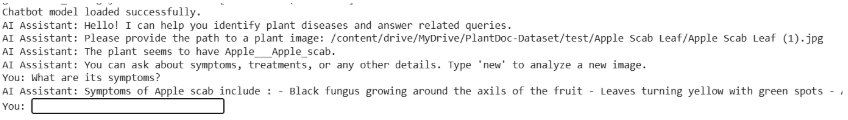 Chatbot model loaded successfully.
AI Assistant: Hello! I can help you identify plant diseases and answer related queries.
AI Assistant: Please provide the path to a plant image: /content/drive/MyDrive/PlantDoc-Dataset/test/Apple Scab Leaf/Apple Scab Leaf (1).jpg
AI Assistant: The plant seems to have Apple___Apple_scab.
AI Assistant: You can ask about symptoms, treatments, or any other details. Type 'new' to analyze a new image.
You: What are its symptoms?
AI Assistant: Symptoms of Apple scab include : - Black fungus growing around the axils of the fruit - Leaves turning yellow with green spots -
You: